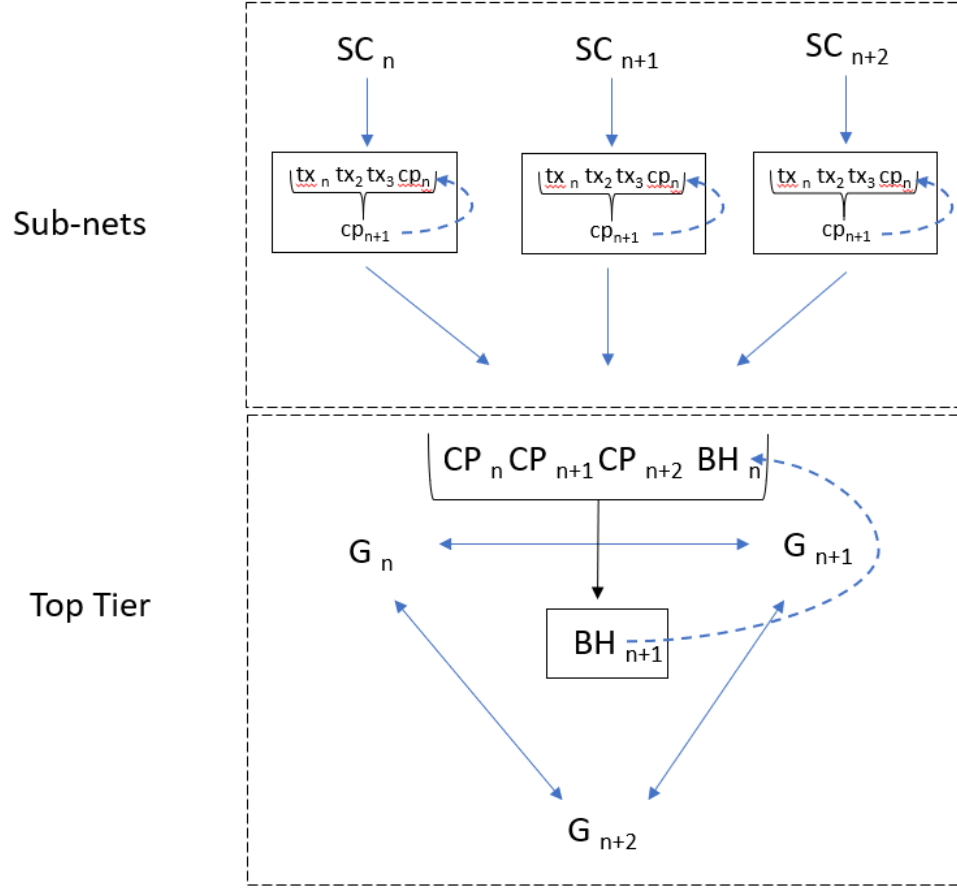 SC n SC n+1 SC n+2
tx n tx2 tx3 cpn tx n tx2 tx3 cpn tx n tx2 tx3 cpn
Sub-nets
cpn+1 cpn+1 cpn+1
CP n CP n+1 CP n+2 BH n
G n G n+1
Top Tier
BH n+1
G n+2